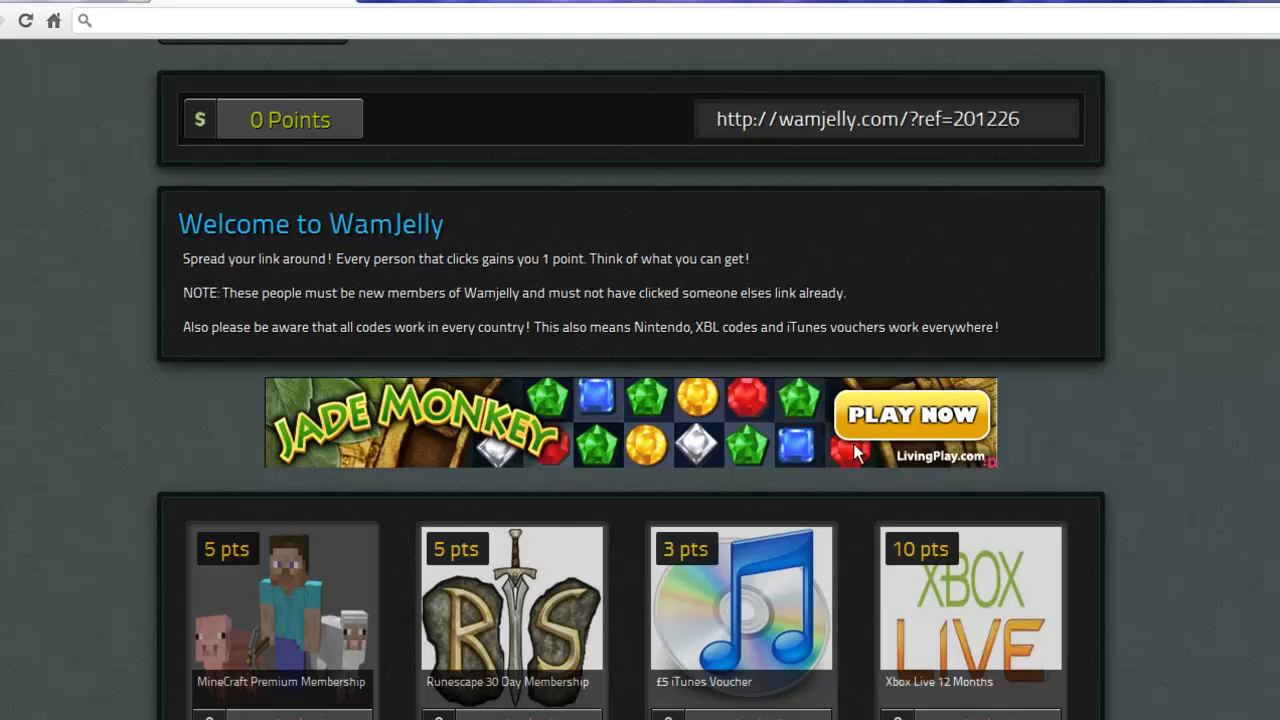 $ 0 Points http://wamjelly.com/?ref=201226
Welcome to WamJelly
Spread your link around! Every person that clicks gains you 1 point. Think of what you can get!
NOTE: These people must be new members of Wamjelly and must not have clicked someone elses link already.
Also please be aware that all codes work in every country! This also means Nintendo, XBL codes and iTunes vouchers work everywhere!
JADE MONKEY PLAY NOW
LivingPlay.com
5 pts 5 pts 3 pts 10 pts
RS XBOX LIVE
MineCraft Premium Membership Runescape 30 Day Membership £5 iTunes Voucher Xbox Live 12 Months